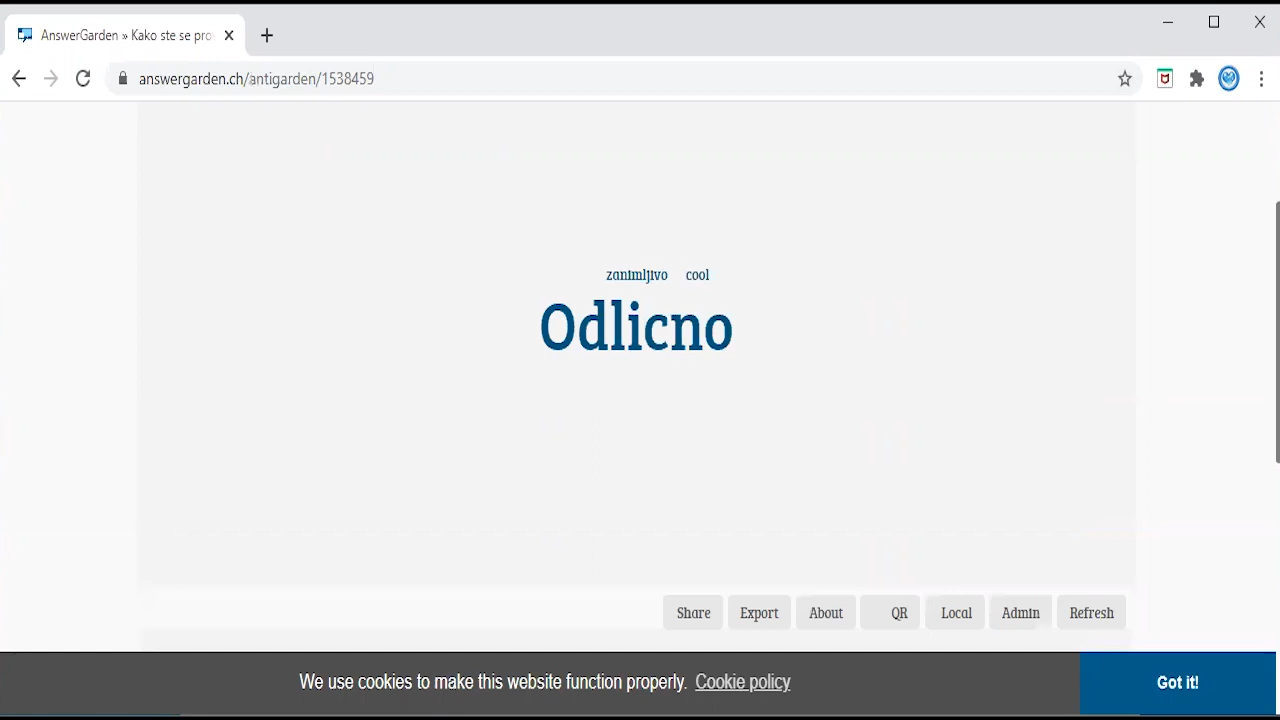 AnswerGarden » Kako ste se pro
answergarden.ch/antigarden/1538459
zanimljivo cool
Odlicno
Share Export About QR Local Admin Refresh
We use cookies to make this website function properly. Cookie policy Got it!